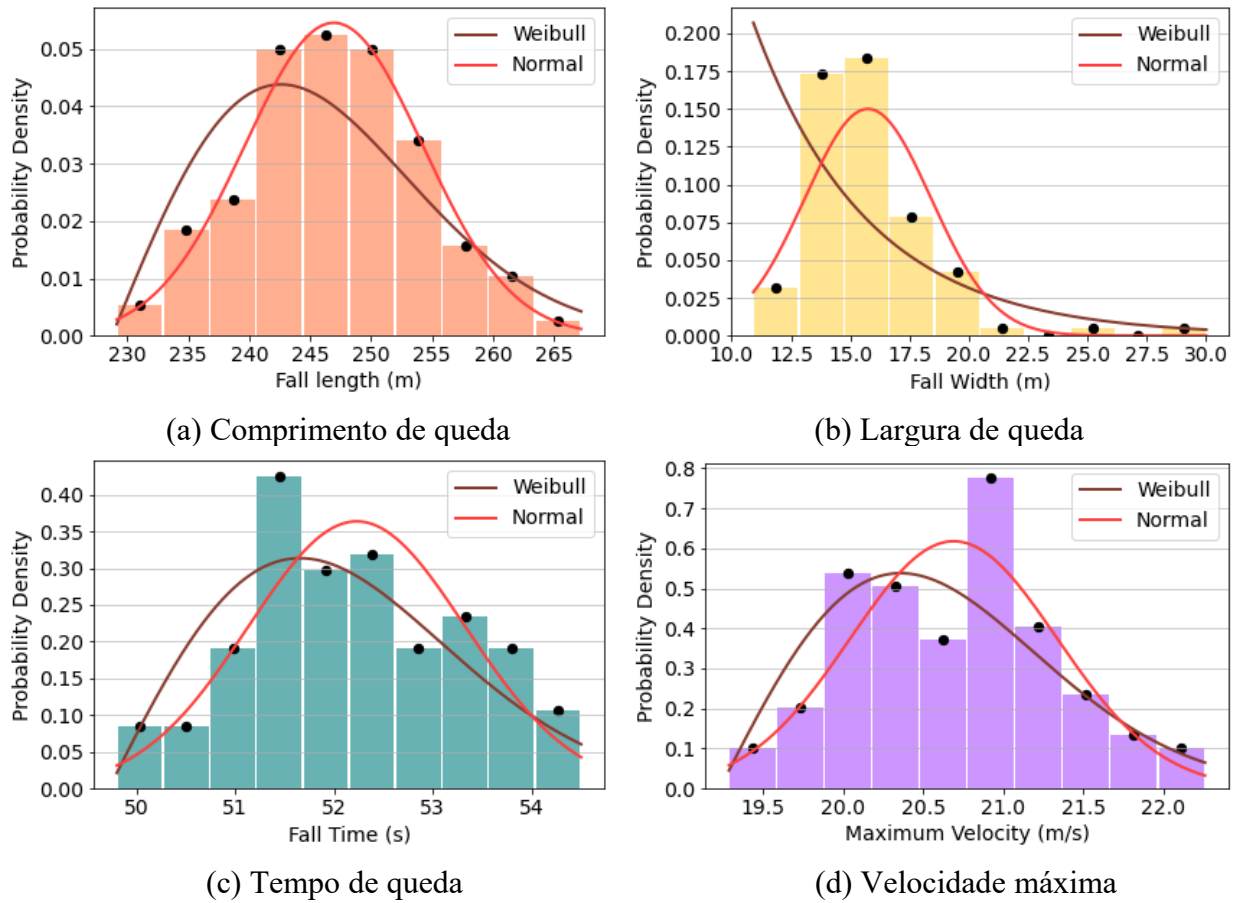 Weibull
Normal
0.05
0.04
0.03
0.02
0.01
0.00
230 235 240 245 250 255 260 265
Probability Density
Fall length (m)
(a) Comprimento de queda
Weibull
Normal
0.200
0.175
0.150
0.125
0.100
0.075
0.050
0.025
0.000
10.0 12.5 15.0 17.5 20.0 22.5 25.0 27.5 30.0
Probability Density
Fall Width (m)
(b) Largura de queda
Weibull
Normal
0.40
0.35
0.30
0.25
0.20
0.15
0.10
0.05
0.00
50 51 52 53 54
Probability Density
Fall Time (s)
(c) Tempo de queda
Weibull
Normal
0.8
0.7
0.6
0.5
0.4
0.3
0.2
0.1
0.0
19.5 20.0 20.5 21.0 21.5 22.0
Probability Density
Maximum Velocity (m/s)
(d) Velocidade máxima